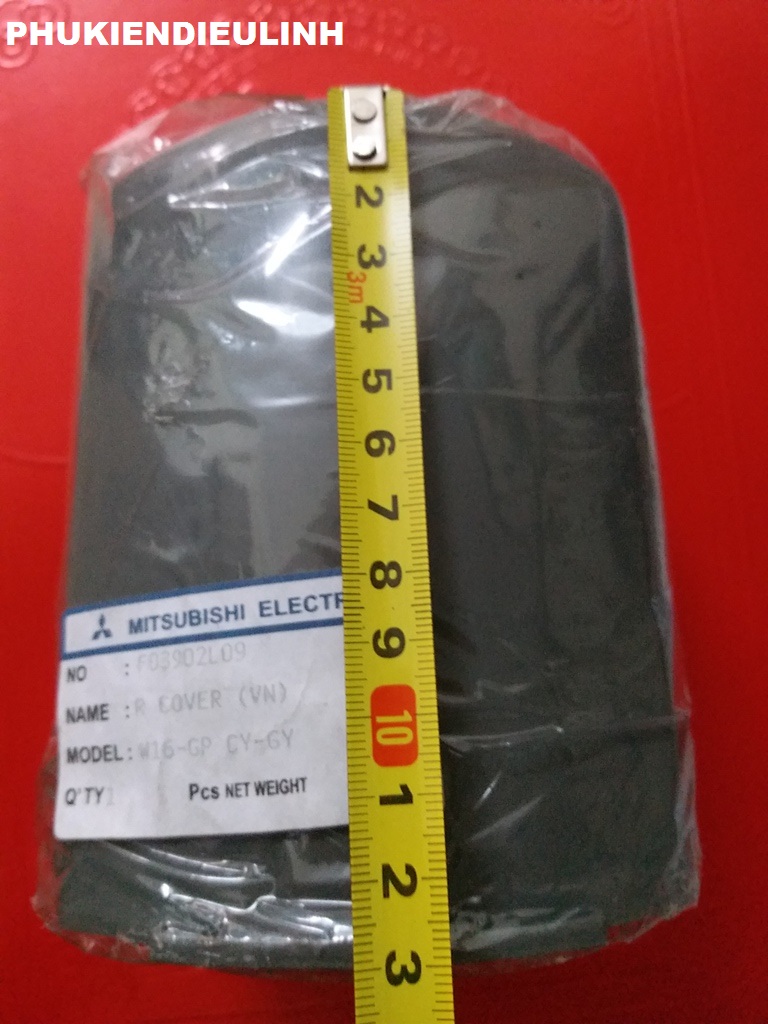 PHUKIENDIEULINH
2
3
3m
4
5
6
7
8
9
10
1
2
3
MITSUBISHI ELECTR
NO : F03902L09
NAME : R COVER (VN)
MODEL : W16-GP CY-GY
Q'TY 1 Pcs NET WEIGHT